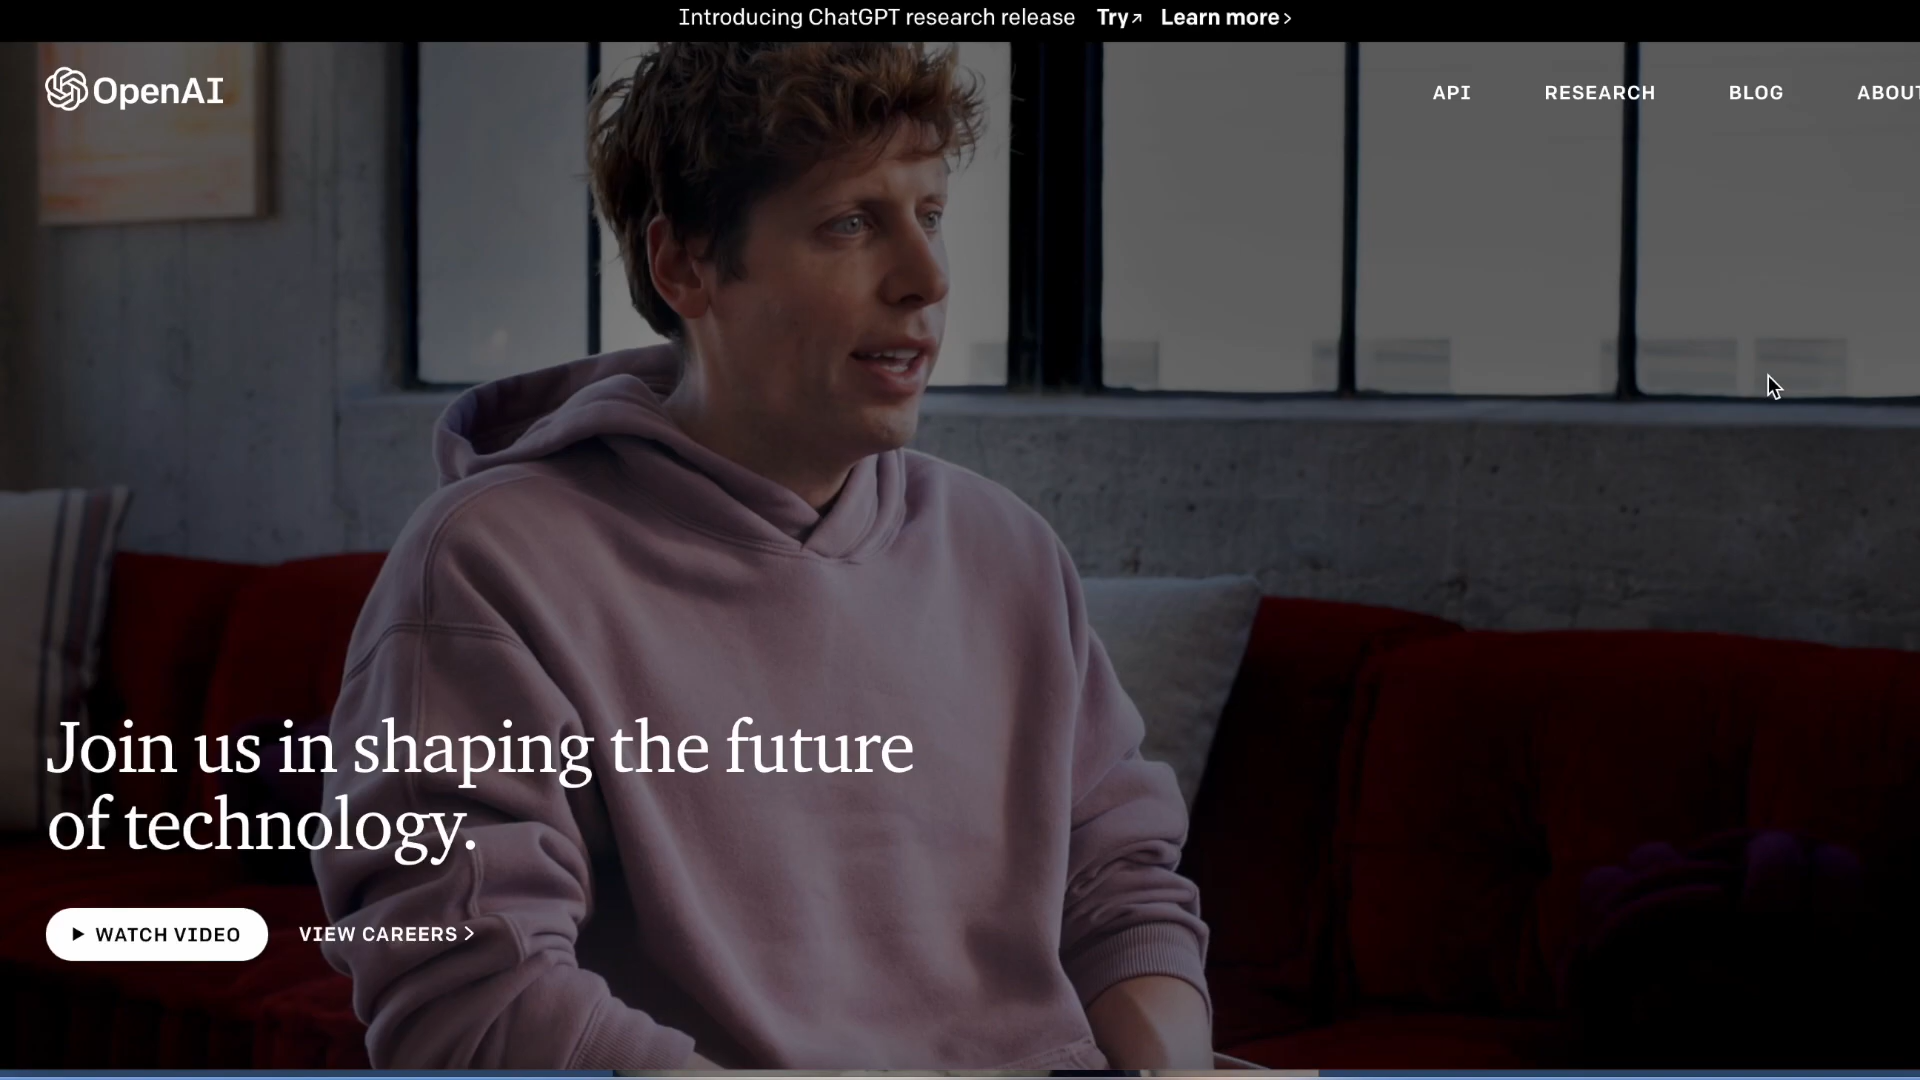 Introducing ChatGPT research release Try↗ Learn more >
OpenAI
API RESEARCH BLOG ABOUT
Join us in shaping the future
of technology.
WATCH VIDEO VIEW CAREERS >